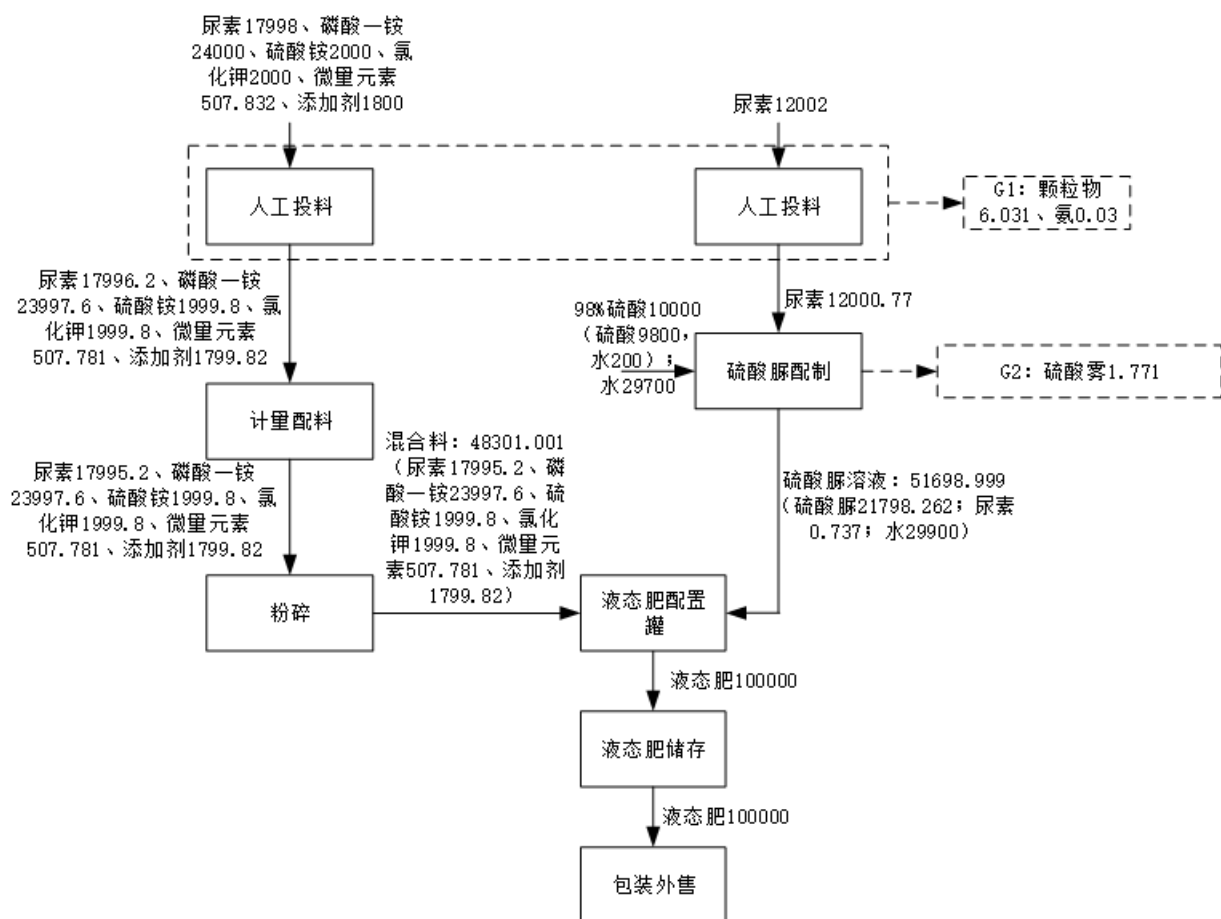 尿素17998、磷酸一铵
24000、硫酸铵2000、氯
化钾2000、微量元素
507.832、添加剂1800
尿素12002
人工投料
人工投料
G1: 颗粒物
6.031、氨0.03
尿素17996.2、磷酸一铵
23997.6、硫酸铵1999.8、氯
化钾1999.8、微量元素
507.781、添加剂1799.82
尿素12000.77
98%硫酸10000
（硫酸9800，
水200）；
水29700
硫酸脲配制
G2: 硫酸雾1.771
计量配料
尿素17995.2、磷酸一铵
23997.6、硫酸铵1999.8、氯
化钾1999.8、微量元素
507.781、添加剂1799.82
混合料: 48301.001
（尿素17995.2、磷
酸一铵23997.6、硫
酸铵1999.8、氯化
钾1999.8、微量元
素507.781、添加剂
1799.82）
硫酸脲溶液: 51698.999
（硫酸脲21798.262；尿素
0.737；水29900）
粉碎
液态肥配置
罐
液态肥100000
液态肥储存
液态肥100000
包装外售